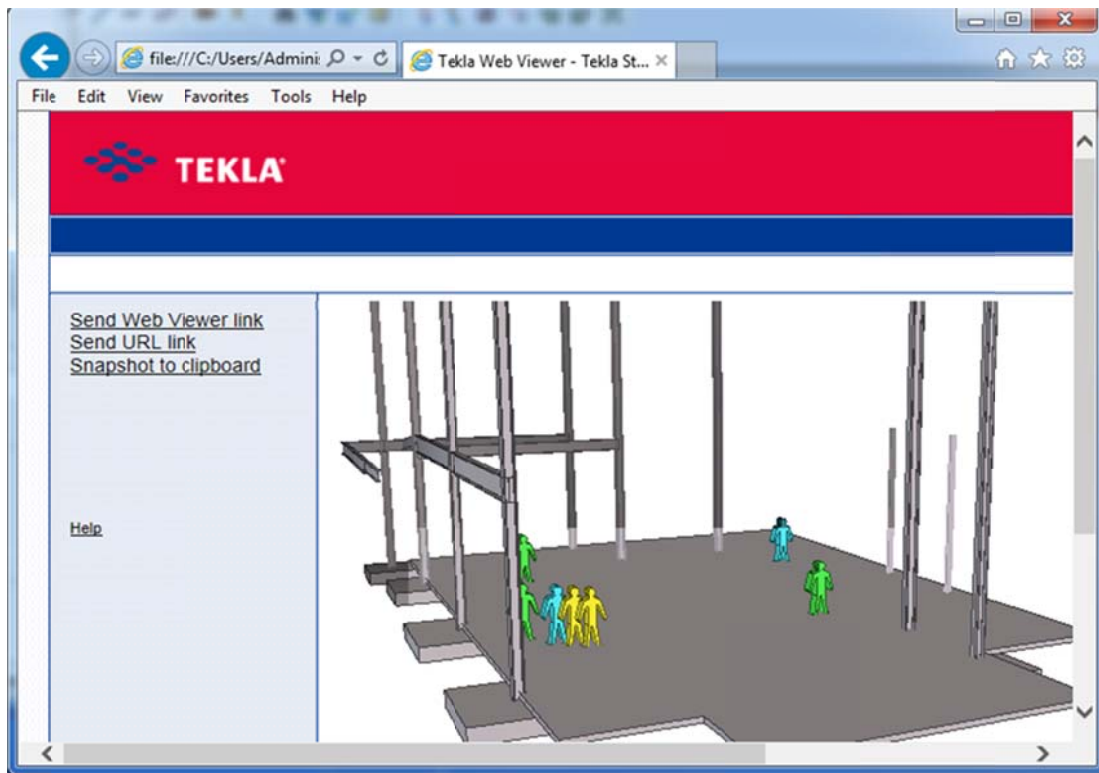 file:///C:/Users/Adminis
Tekla Web Viewer - Tekla St...
File Edit View Favorites Tools Help
TEKLA®
Send Web Viewer link
Send URL link
Snapshot to clipboard
Help